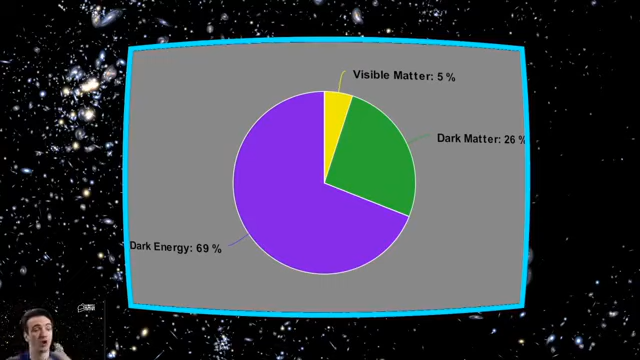 Visible Matter: 5 %
Dark Matter: 26 %
Dark Energy: 69 %